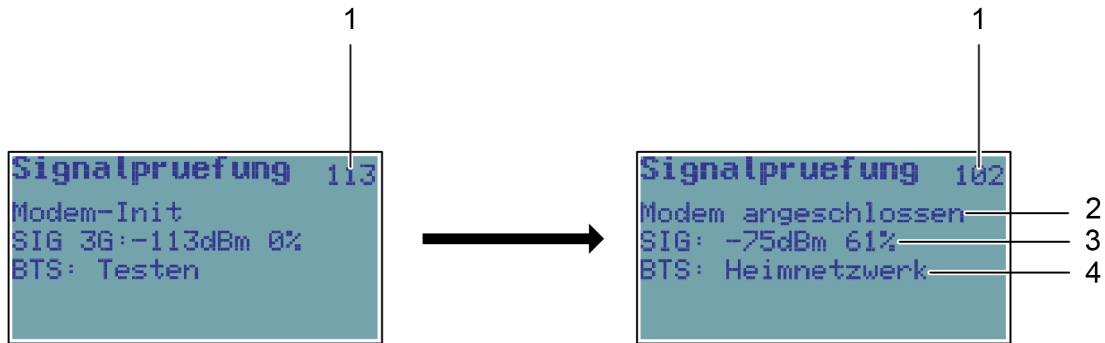 1
1
Signalpruefung 113
Modem-Init
SIG 3G:-113dBm 0%
BTS: Testen
Signalpruefung 102
Modem angeschlossen
SIG: -75dBm 61%
BTS: Heimnetzwerk
2
3
4